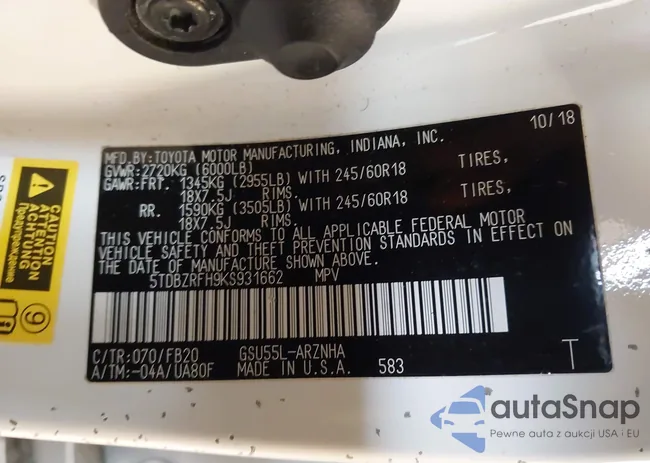 MFD.BY:TOYOTA MOTOR MANUFACTURING, INDIANA, INC. 10/18
GVWR:2720KG (6000LB)
GAWR:FRT. 1345KG (2955LB) WITH 245/60R18 TIRES,
18X7.5J RIMS.
RR. 1590KG (3505LB) WITH 245/60R18 TIRES,
18X7.5J RIMS.
THIS VEHICLE CONFORMS TO ALL APPLICABLE FEDERAL MOTOR
VEHICLE SAFETY AND THEFT PREVENTION STANDARDS IN EFFECT ON
THE DATE OF MANUFACTURE SHOWN ABOVE.
5TDBZRFH9KS931662 MPV
C/TR:070/FB20 GSU55L-ARZNHA
A/TM:-04A/UA80F MADE IN U.S.A. 583 T
CAUTION
ATTENTION
ACHTUNG
Предупреждение
9
autaSnap
Pewne auta z aukcji USA i EU